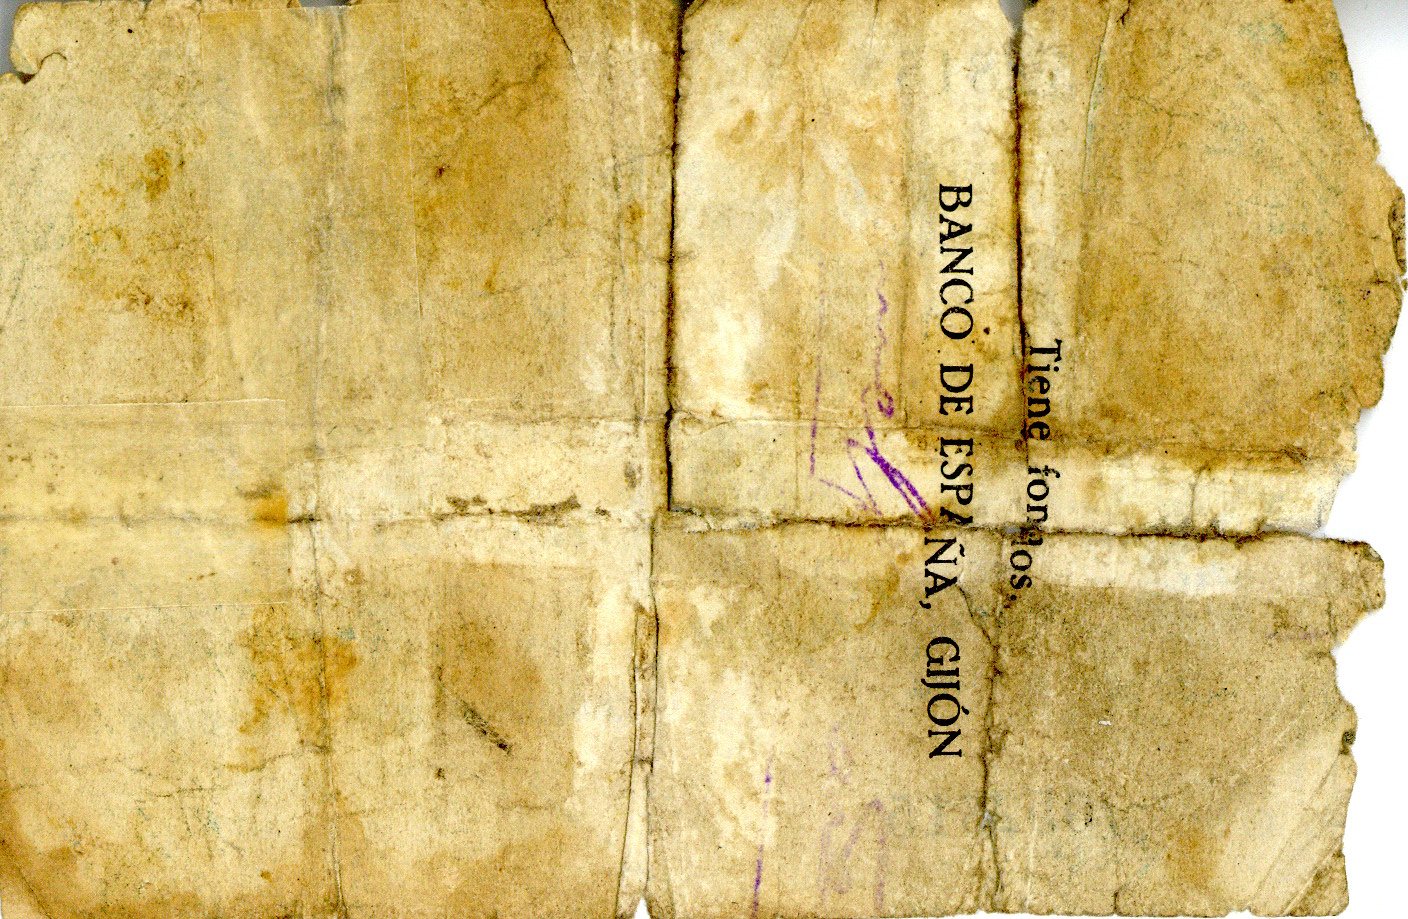 Tiene fondos.
BANCO DE ESPAÑA, GIJÓN